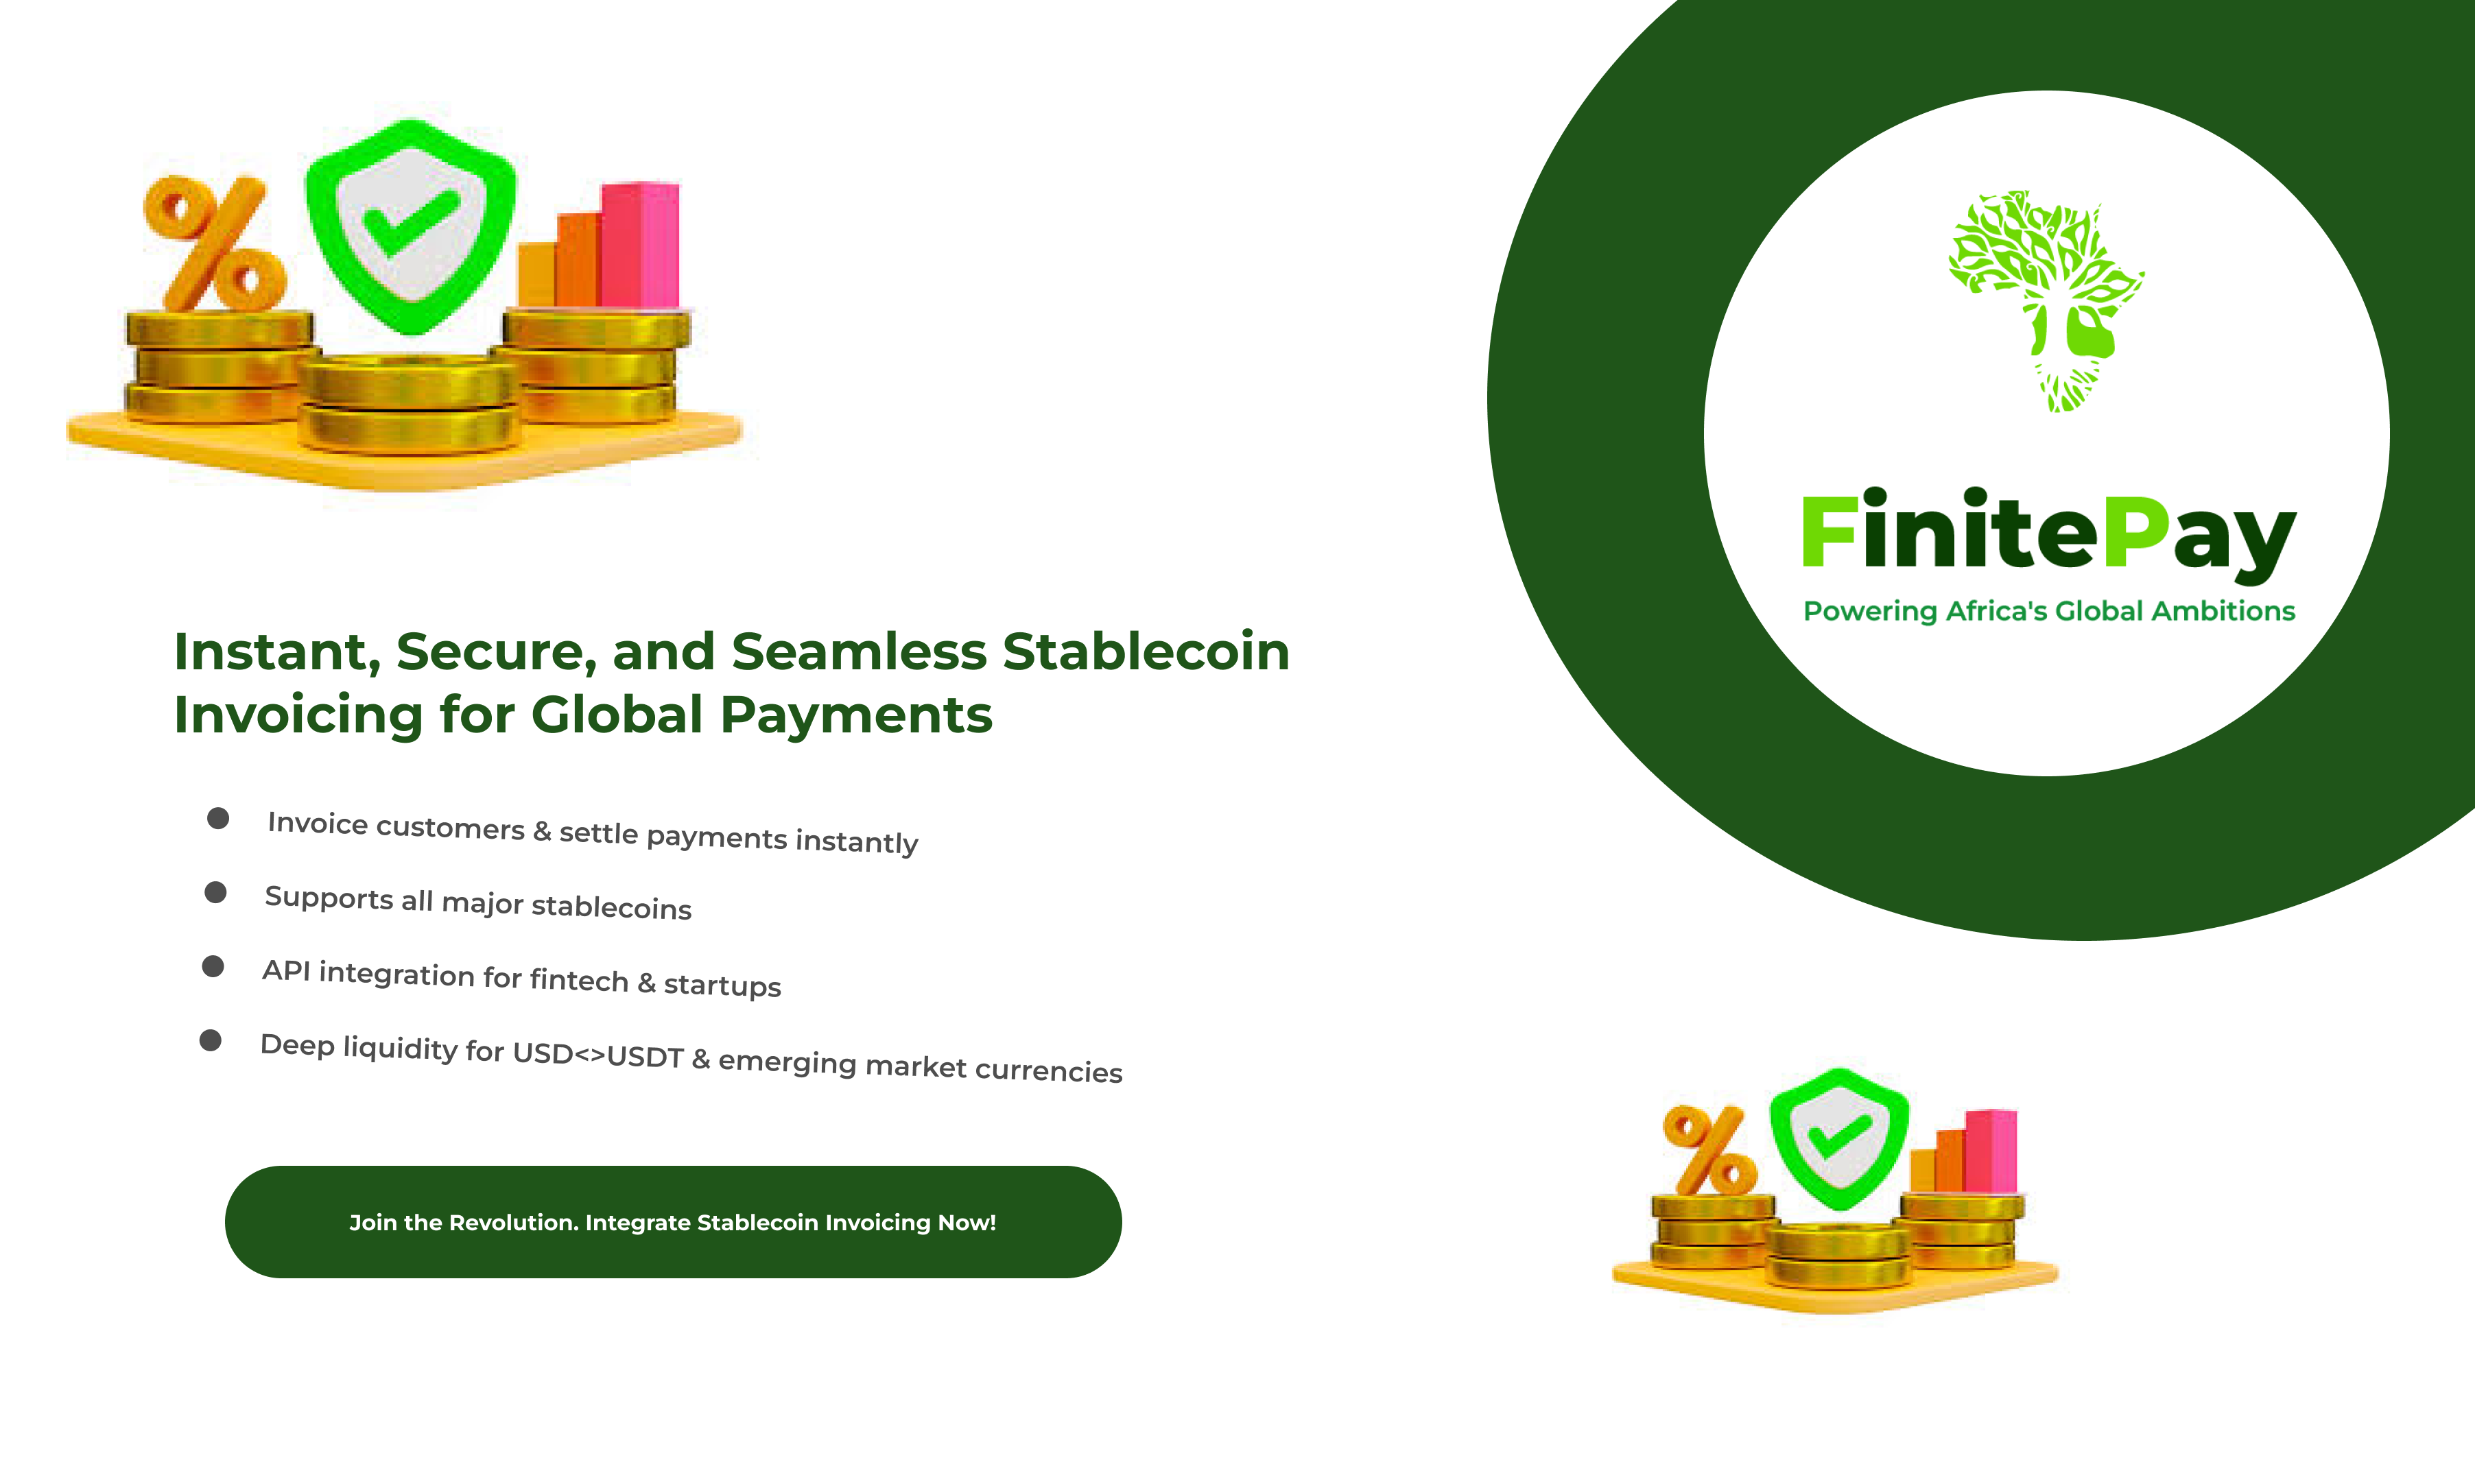 FinitePay
Powering Africa's Global Ambitions
Instant, Secure, and Seamless Stablecoin
Invoicing for Global Payments
Invoice customers & settle payments instantly
Supports all major stablecoins
API integration for fintech & startups
Deep liquidity for USD<>USDT & emerging market currencies
Join the Revolution. Integrate Stablecoin Invoicing Now!